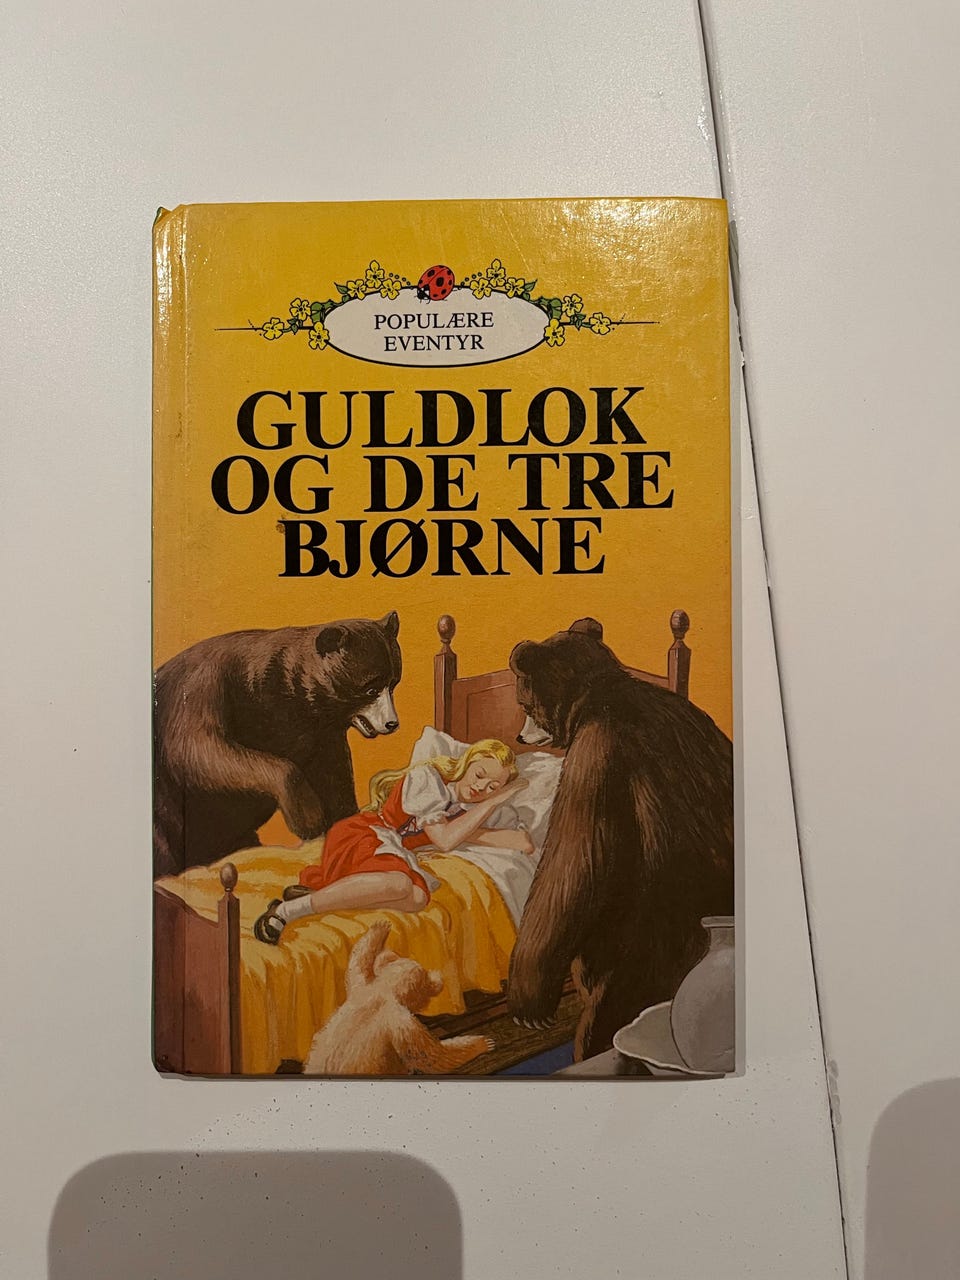 POPULÆRE
EVENTYR
GULDLOK
OG DE TRE
BJØRNE